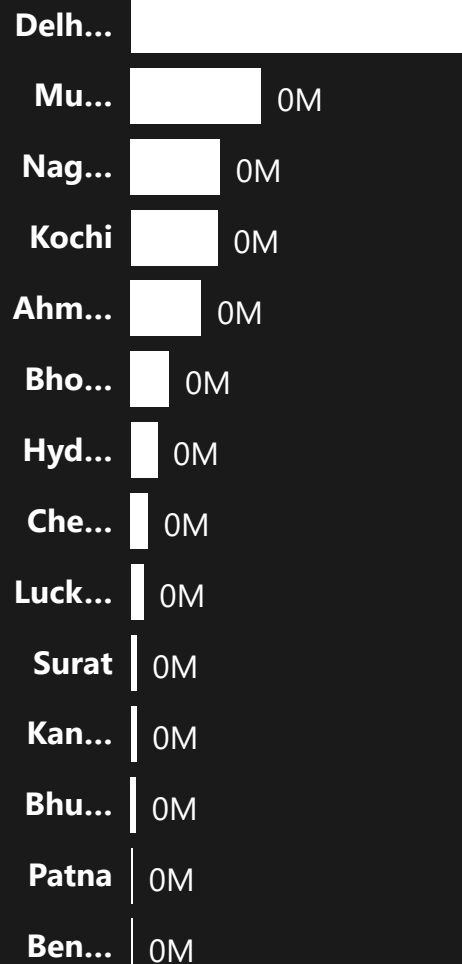 Delh...
Mu... 0M
Nag... 0M
Kochi 0M
Ahm... 0M
Bho... 0M
Hyd... 0M
Che... 0M
Luck... 0M
Surat 0M
Kan... 0M
Bhu... 0M
Patna 0M
Ben... 0M